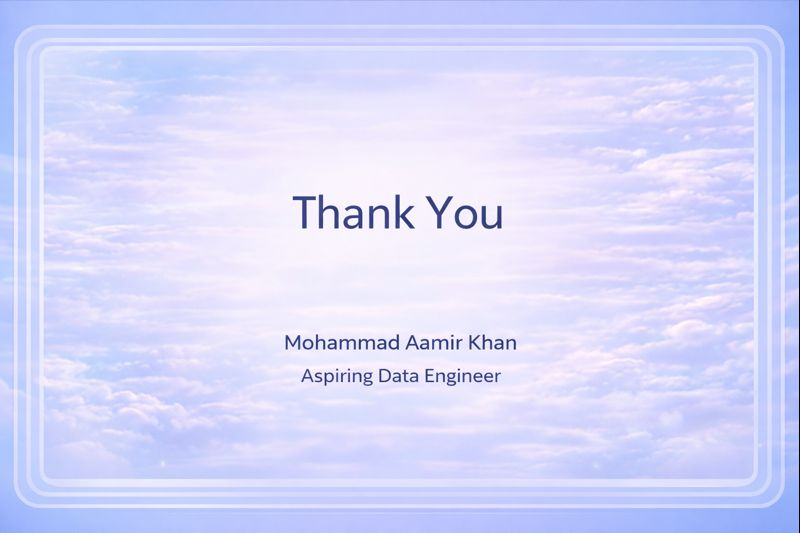 Thank You
Mohammad Aamir Khan
Aspiring Data Engineer